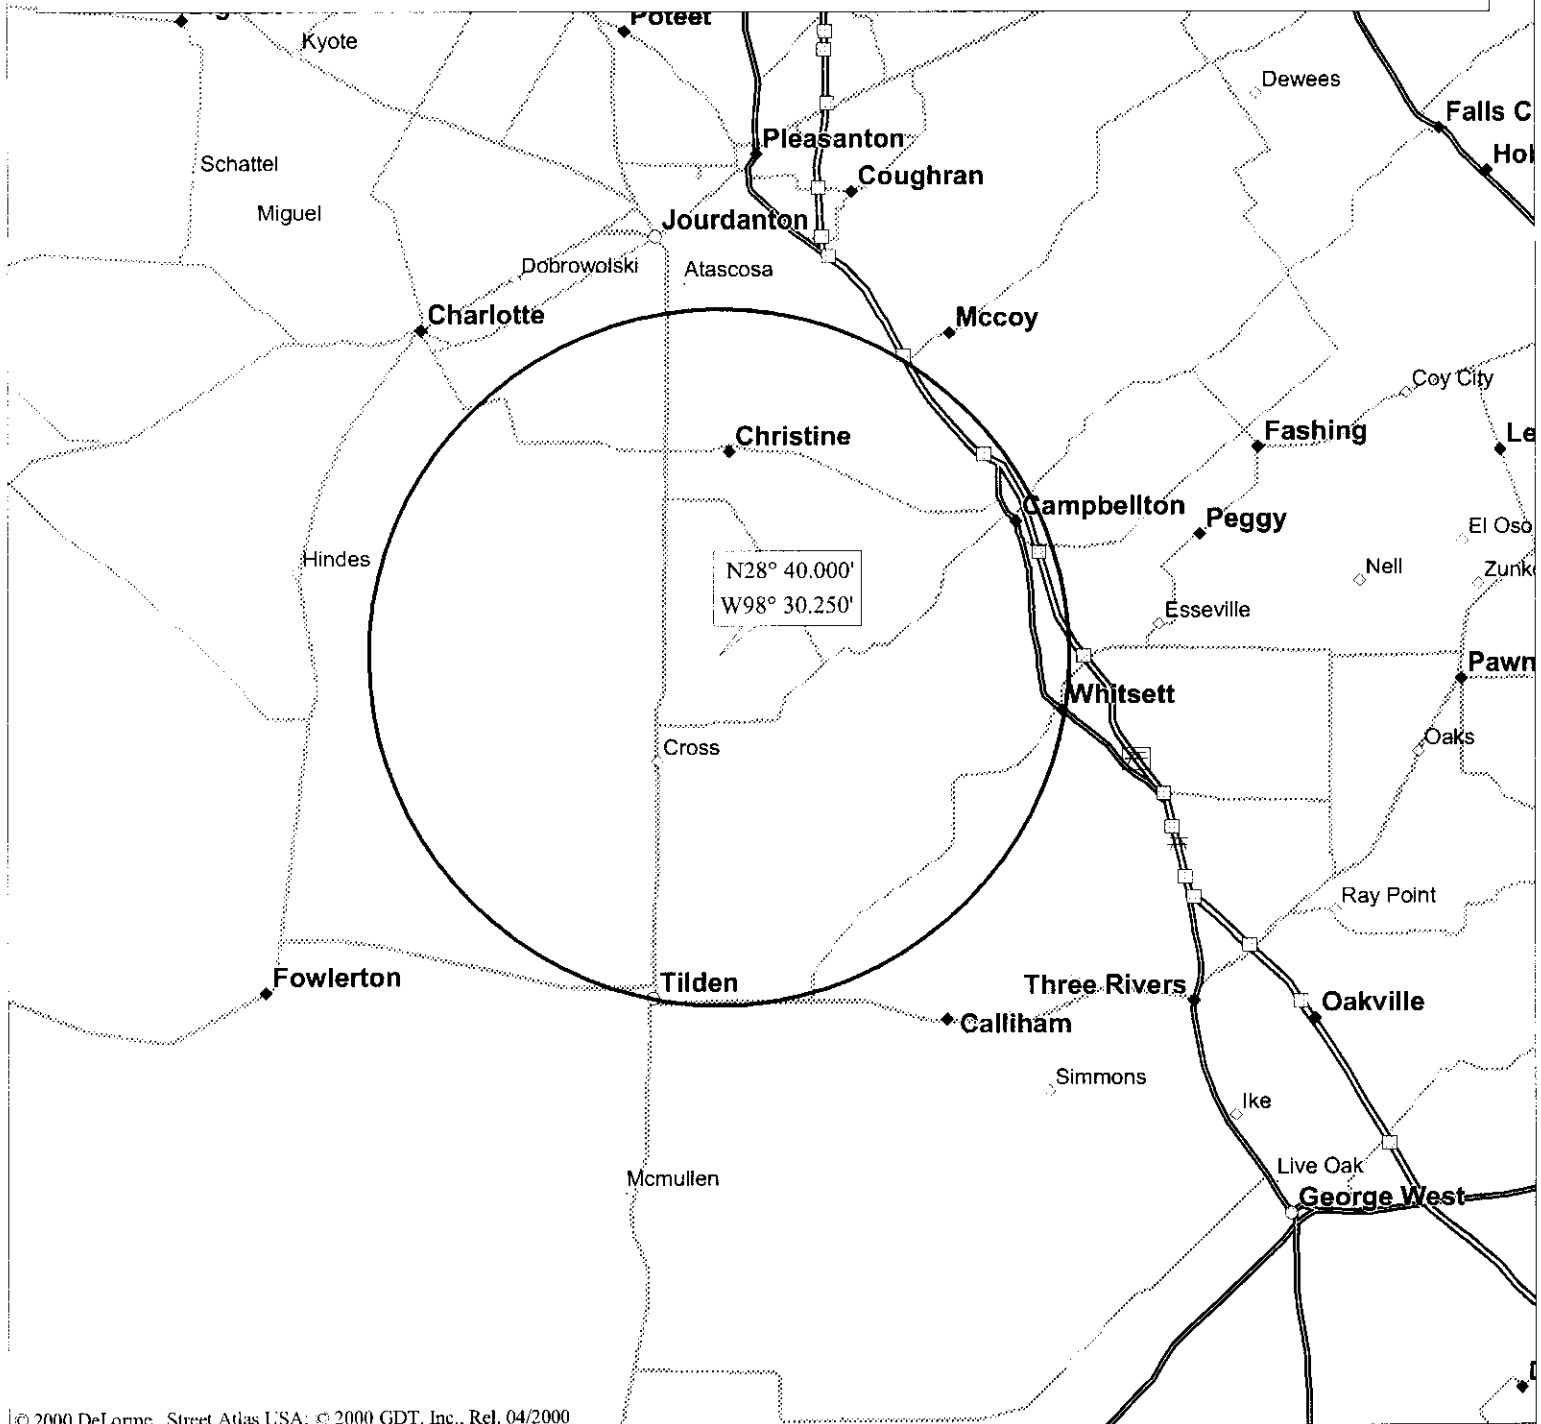 Poteet
Kyote
Dewees
Falls C
Pleasanton
Hol
Schattel
Coughran
Miguel
Jourdanton
Dobrowolski
Atascosa
Charlotte
Mccoy
Coy City
Christine
Fashing
Le
Campbellton
Peggy
El Oso
Hindes
N28° 40.000'
W98° 30.250'
Nell
Zunke
Esseville
Pawn
Whitsett
Oaks
Cross
Ray Point
Fowlerton
Tilden
Three Rivers
Oakville
Calliham
Simmons
Ike
Live Oak
Mcmullen
George West
© 2000 DeLorme. Street Atlas USA; © 2000 GDT, Inc., Rel. 04/2000